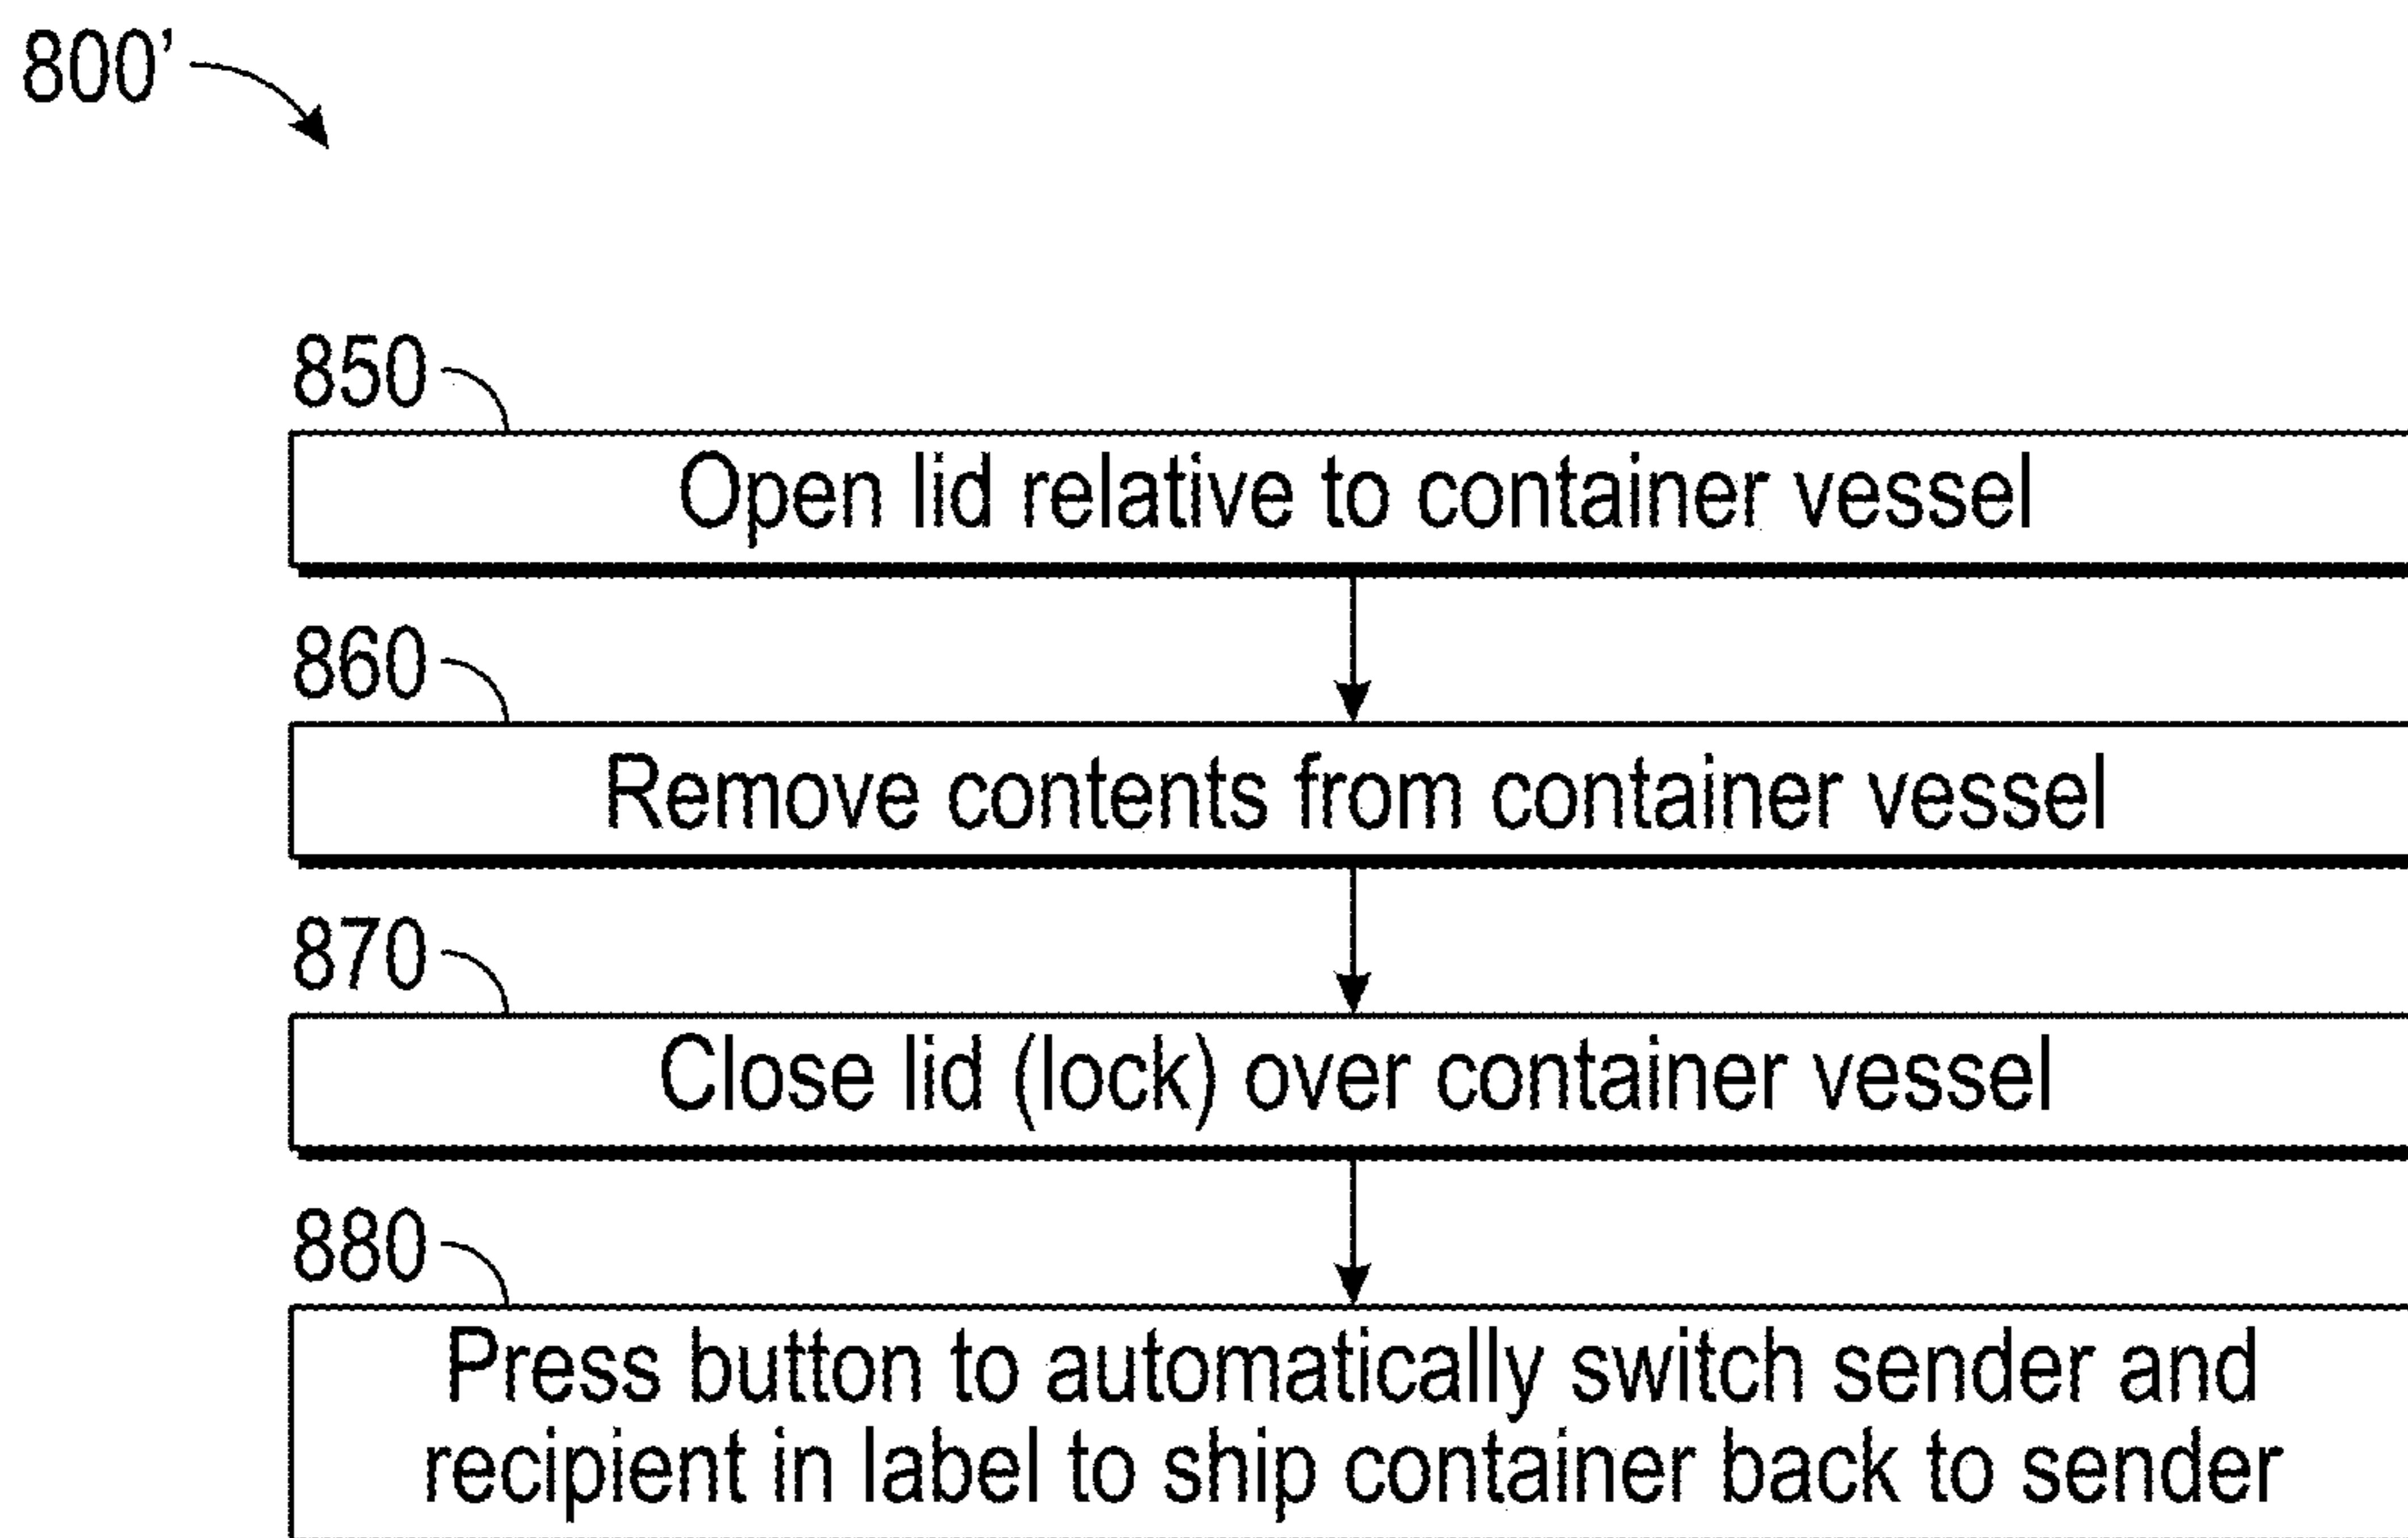 800’
850
Open lid relative to container vessel
860
Remove contents from container vessel
870
Close lid (lock) over container vessel
880
Press button to automatically switch sender and
recipient in label to ship container back to sender